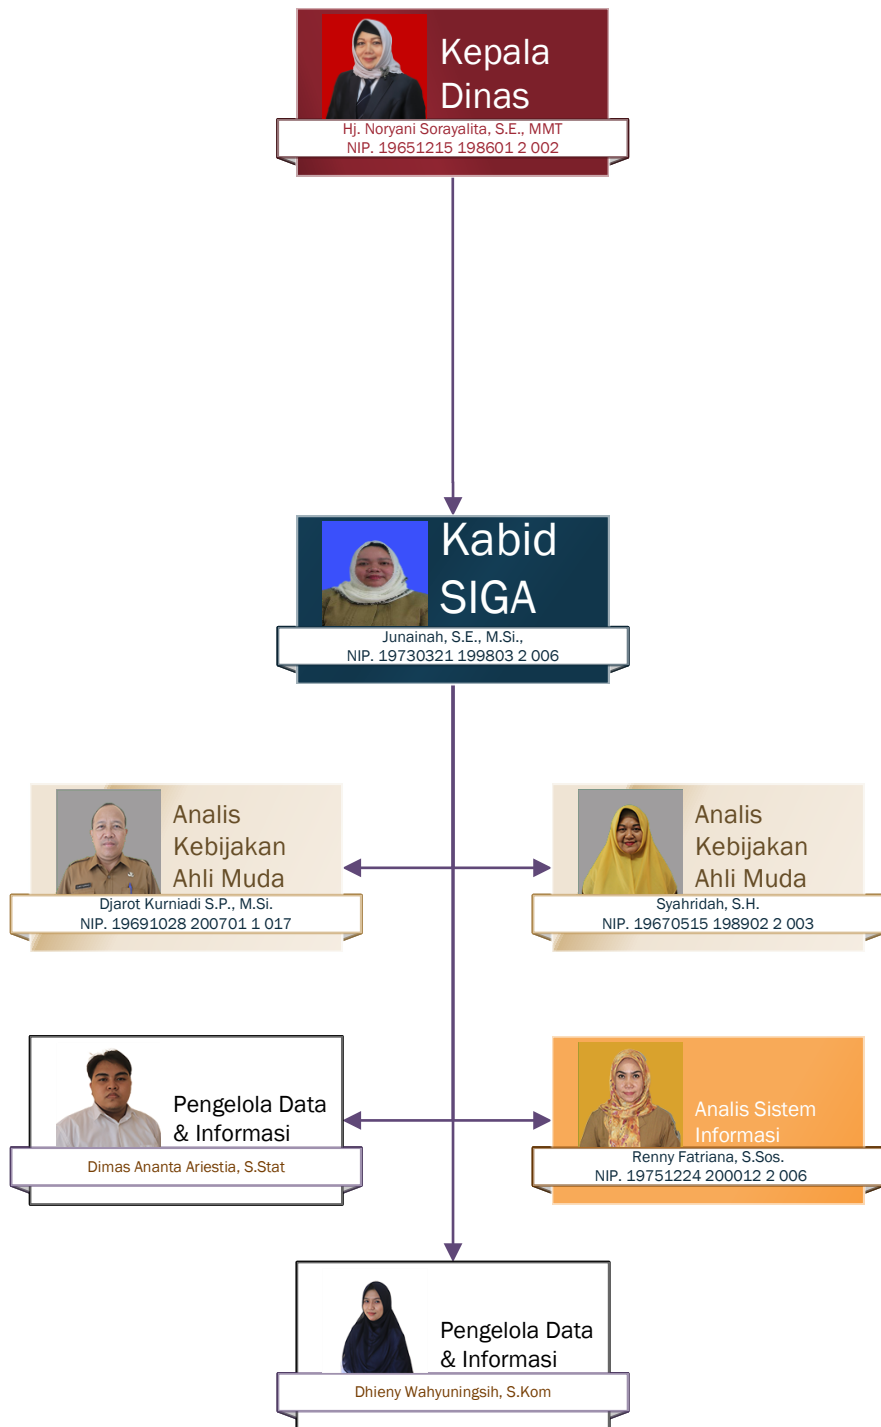 Kepala
Dinas
Hj. Noryani Sorayalita, S.E., MMT
NIP. 19651215 198601 2 002
Kabid
SIGA
Junainah, S.E., M.Si.,
NIP. 19730321 199803 2 006
Analis
Kebijakan
Ahli Muda
Djarot Kurniadi S.P., M.Si.
NIP. 19691028 200701 1 017
Analis
Kebijakan
Ahli Muda
Syahridah, S.H.
NIP. 19670515 198902 2 003
Pengelola Data
& Informasi
Dimas Ananta Ariestia, S.Stat
Analis Sistem
Informasi
Renny Fatriana, S.Sos.
NIP. 19751224 200012 2 006
Pengelola Data
& Informasi
Dhieny Wahyuningsih, S.Kom